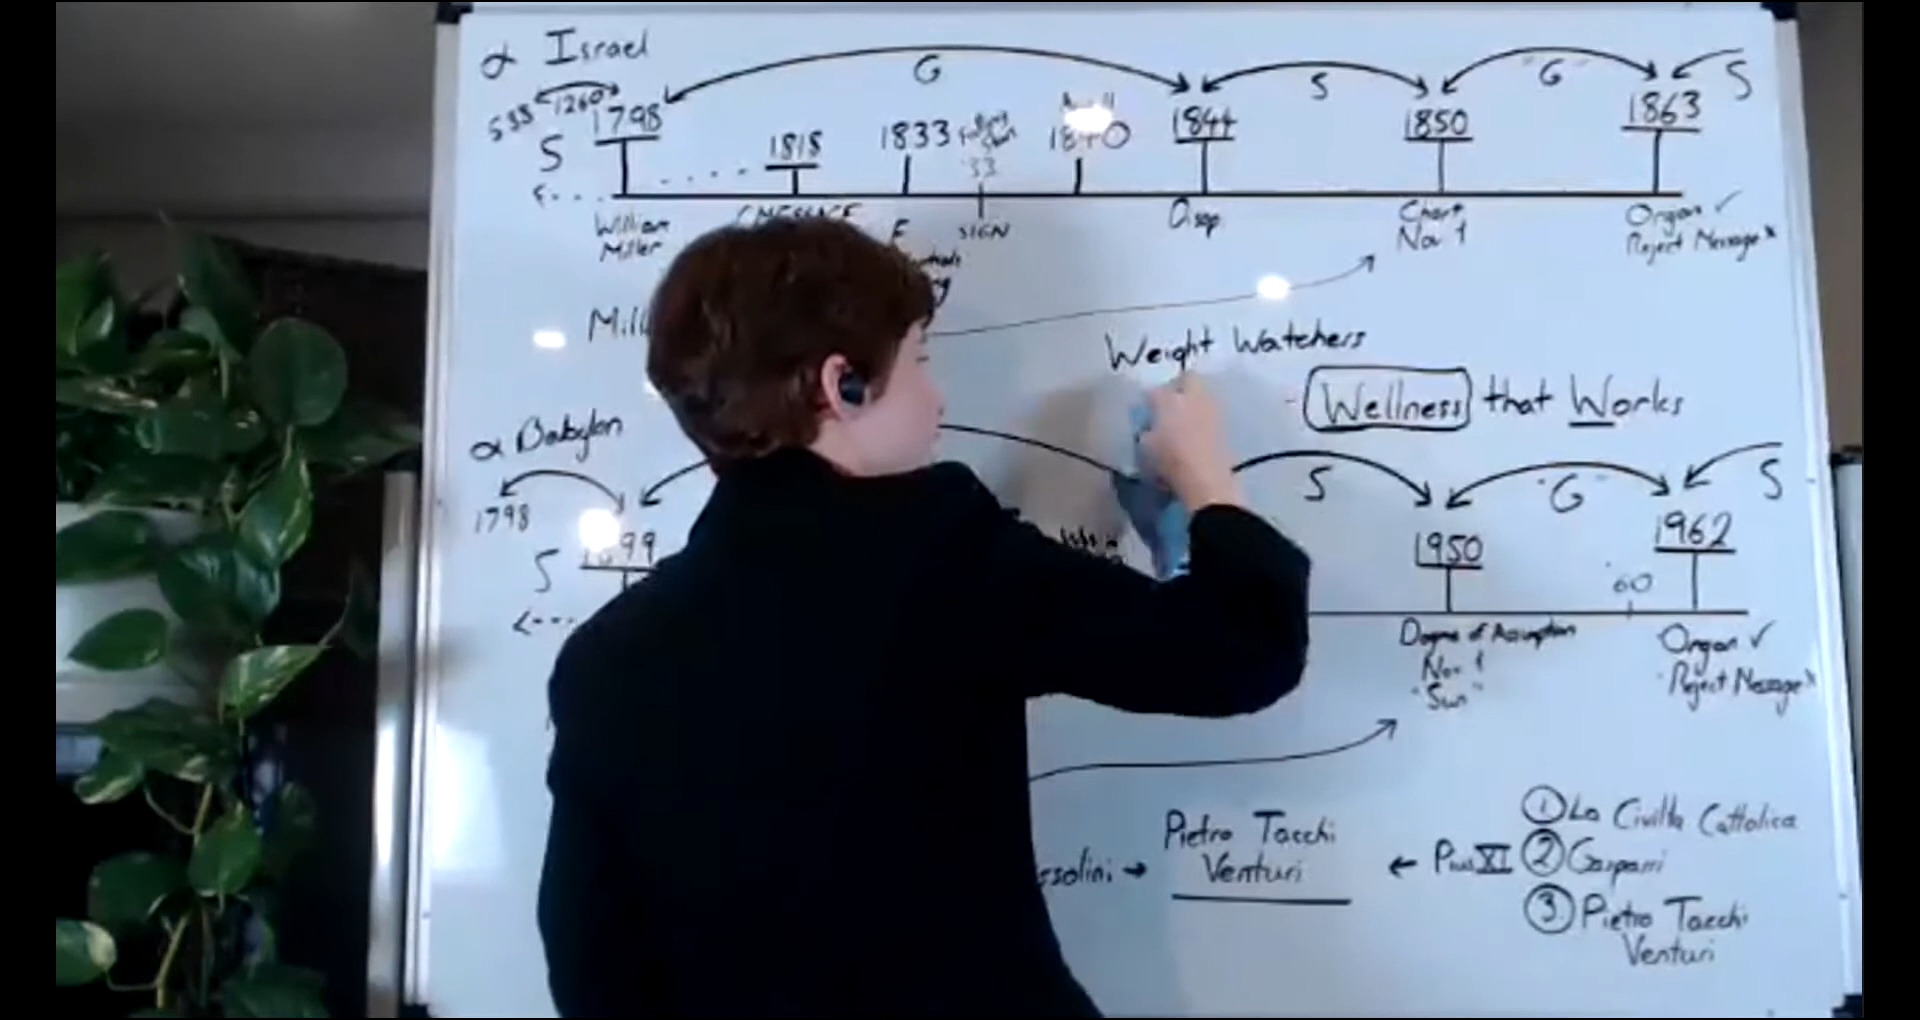 α Israel
G
S
"G"
S
538
1260
1798
1818
1833
Falling
33
1844
1850
1863
S
William
Miller
E
SIGN
Disap.
Chart
Nov 1
Organ ✓
Reject Message x
Weight Watchers
- Wellness that Works
α Babylon
1798
S
"G"
S
S
1950
60
1962
Dogma of Assumption
Nov 1
"Sun"
Organ ✓
Reject Message x
Pietro Tacchi
Venturi
← Pius XI
① La Civilta Cattolica
② Gasparri
③ Pietro Tacchi
Venturi